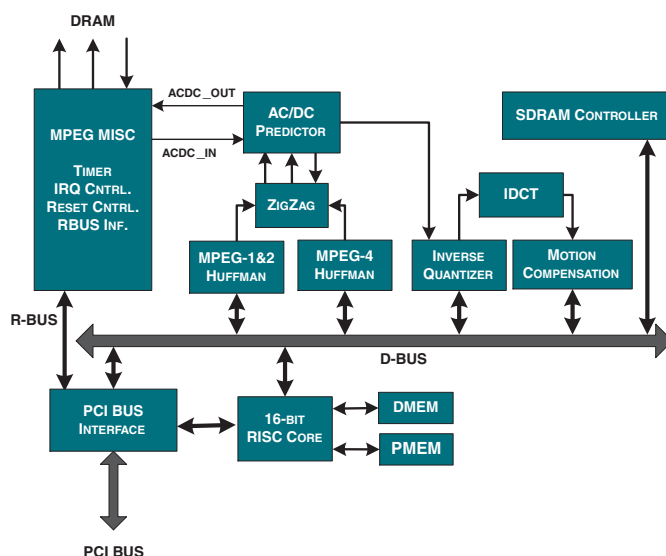 DRAM
MPEG MISC
TIMER
IRQ CNTRL.
RESET CNTRL.
RBUS INF.
ACDC_OUT
ACDC_IN
AC/DC
PREDICTOR
SDRAM CONTROLLER
ZIGZAG
IDCT
MPEG-1&2
HUFFMAN
MPEG-4
HUFFMAN
INVERSE
QUANTIZER
MOTION
COMPENSATION
R-BUS
D-BUS
PCI BUS
INTERFACE
16-BIT
RISC CORE
DMEM
PMEM
PCI BUS